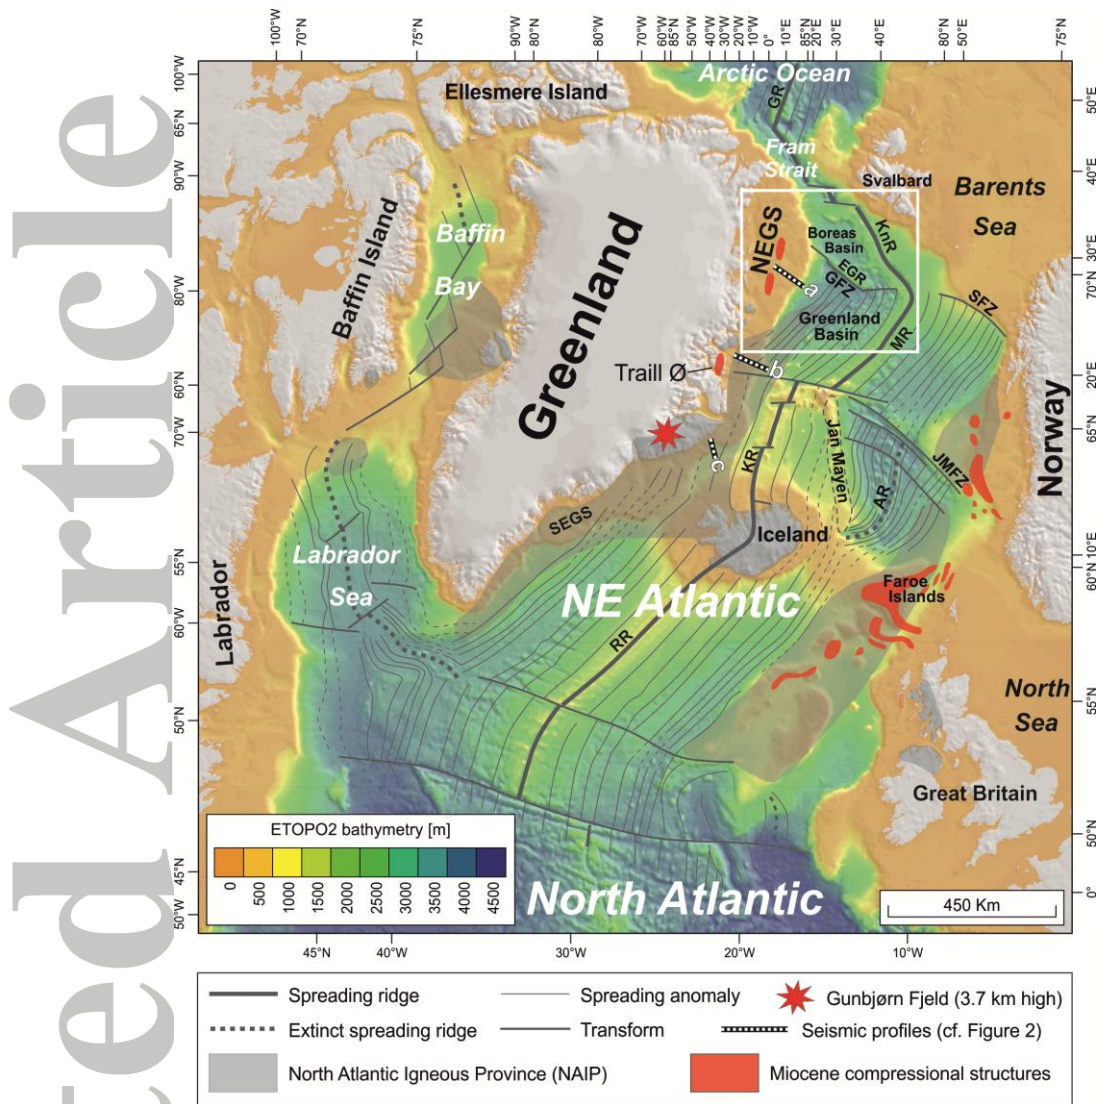 ted Article
100°W
70°N
75°N
90°W
80°N
80°W
70°W
60°W
85°N
40°W
30°W
20°W
10°W
0°
10°E
85°N
20°E
30°E
40°E
80°N
50°E
75°N
100°W
65°N
90°W
80°W
60°N
70°W
55°N
60°W
50°N
45°N
50°W
50°E
40°E
30°E
70°N
20°E
65°N
10°E
60°N
55°N
50°N
0°
45°N
40°W
30°W
20°W
10°W
Arctic Ocean
Ellesmere Island
GR
Fram
Strait
Svalbard
Barents
Sea
Baffin Island
Baffin
Bay
Greenland
NEGS
Boreas
Basin
KnR
EGR
GFZ
a
Greenland
Basin
MR
SFZ
Traill Ø
b
c
KR
Jan Mayen
AR
JMFZ
Norway
SEGS
Iceland
Labrador
Labrador
Sea
NE Atlantic
Faroe
Islands
RR
North
Sea
Great Britain
North Atlantic
ETOPO2 bathymetry [m]
0
500
1000
1500
2000
2500
3000
3500
4000
4500
450 Km
Spreading ridge
Spreading anomaly
Gunbjørn Fjeld (3.7 km high)
Extinct spreading ridge
Transform
Seismic profiles (cf. Figure 2)
North Atlantic Igneous Province (NAIP)
Miocene compressional structures